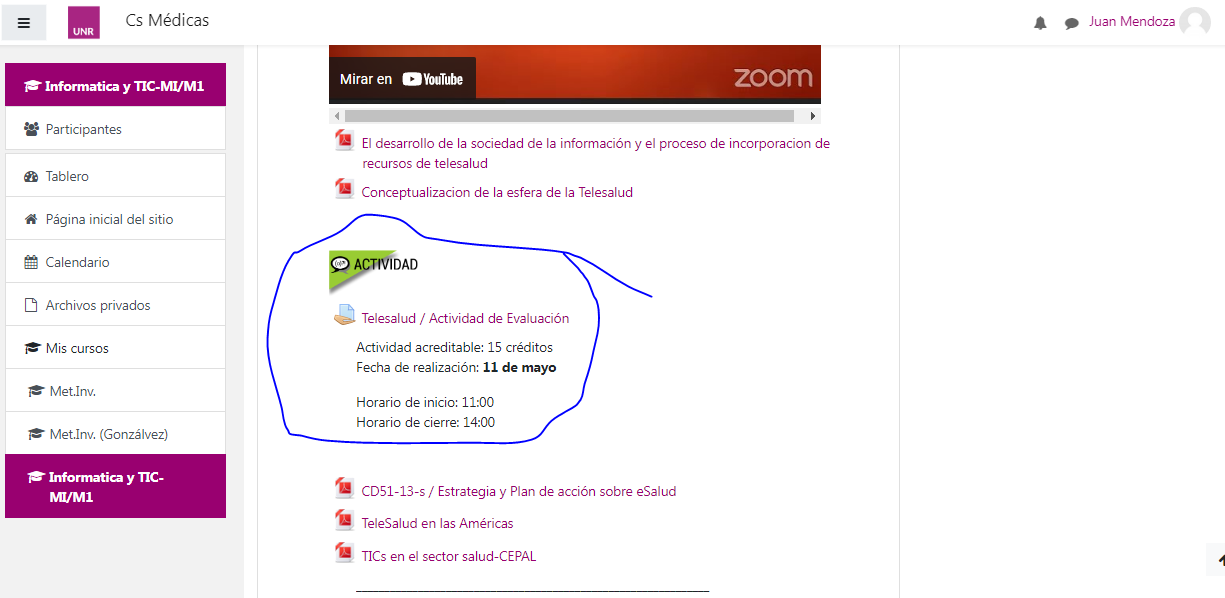 UNR
Cs Médicas
Juan Mendoza
Informatica y TIC-MI/M1
Participantes
Tablero
Página inicial del sitio
Calendario
Archivos privados
Mis cursos
Met.Inv.
Met.Inv. (Gonzálvez)
Informatica y TIC-
MI/M1
Mirar en YouTube
zoom
El desarrollo de la sociedad de la información y el proceso de incorporacion de
recursos de telesalud
Conceptualizacion de la esfera de la Telesalud
ACTIVIDAD
Telesalud / Actividad de Evaluación
Actividad acreditable: 15 créditos
Fecha de realización: 11 de mayo
Horario de inicio: 11:00
Horario de cierre: 14:00
CD51-13-s / Estrategia y Plan de acción sobre eSalud
TeleSalud en las Américas
TICs en el sector salud-CEPAL